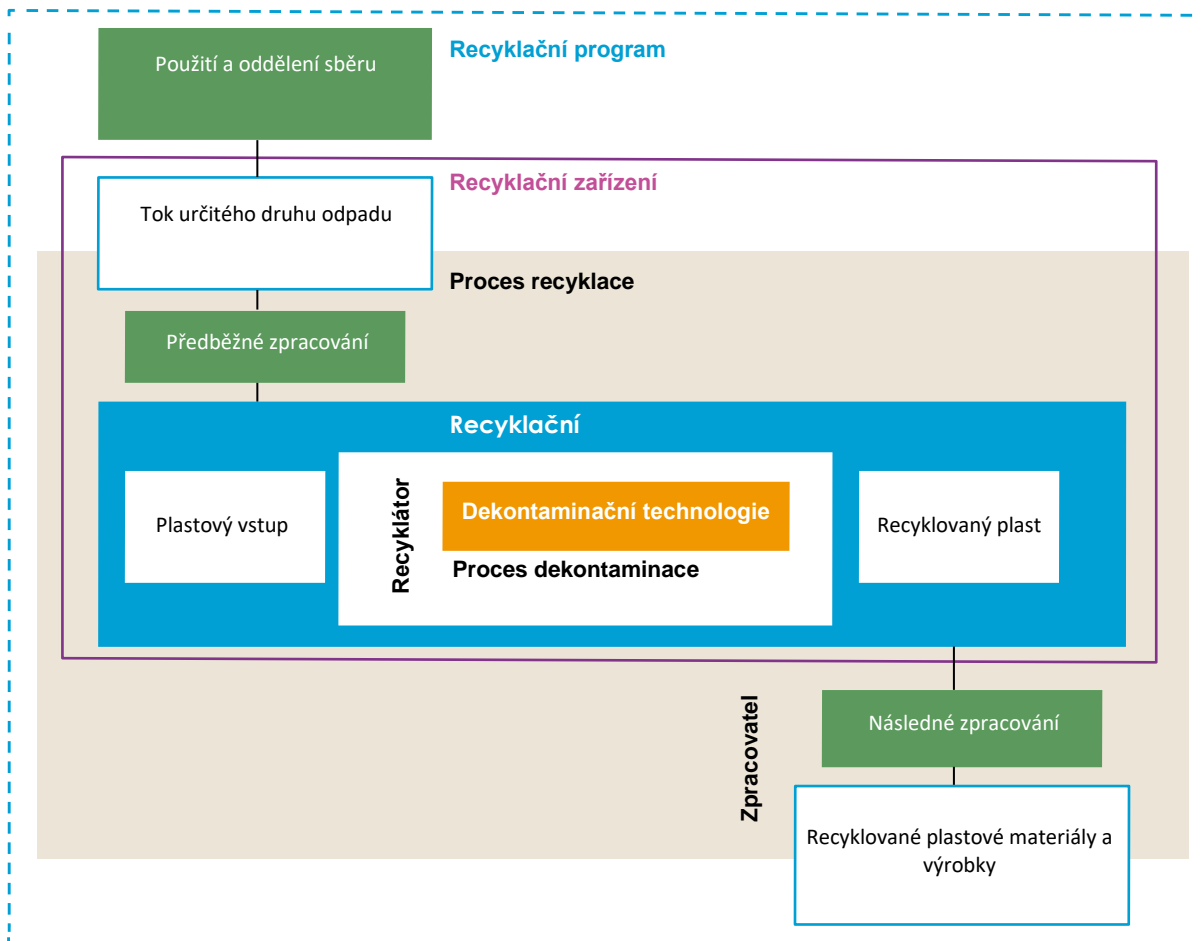 Použití a oddělení sběru
Recyklační program
Recyklační zařízení
Tok určitého druhu odpadu
Proces recyklace
Předběžné zpracování
Recyklační
Plastový vstup
Recyklátor
Dekontaminační technologie
Proces dekontaminace
Recyklovaný plast
Zpracovatel
Následné zpracování
Recyklované plastové materiály a
výrobky